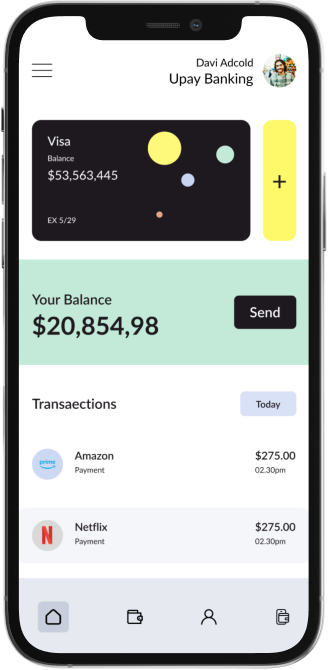 Davi Adcold
Upay Banking
Visa
Balance
$53,563,445
EX 5/29
+
Your Balance
$20,854,98
Send
Transaections
Today
prime
Amazon
Payment
$275.00
02.30pm
N
Netflix
Payment
$275.00
02.30pm